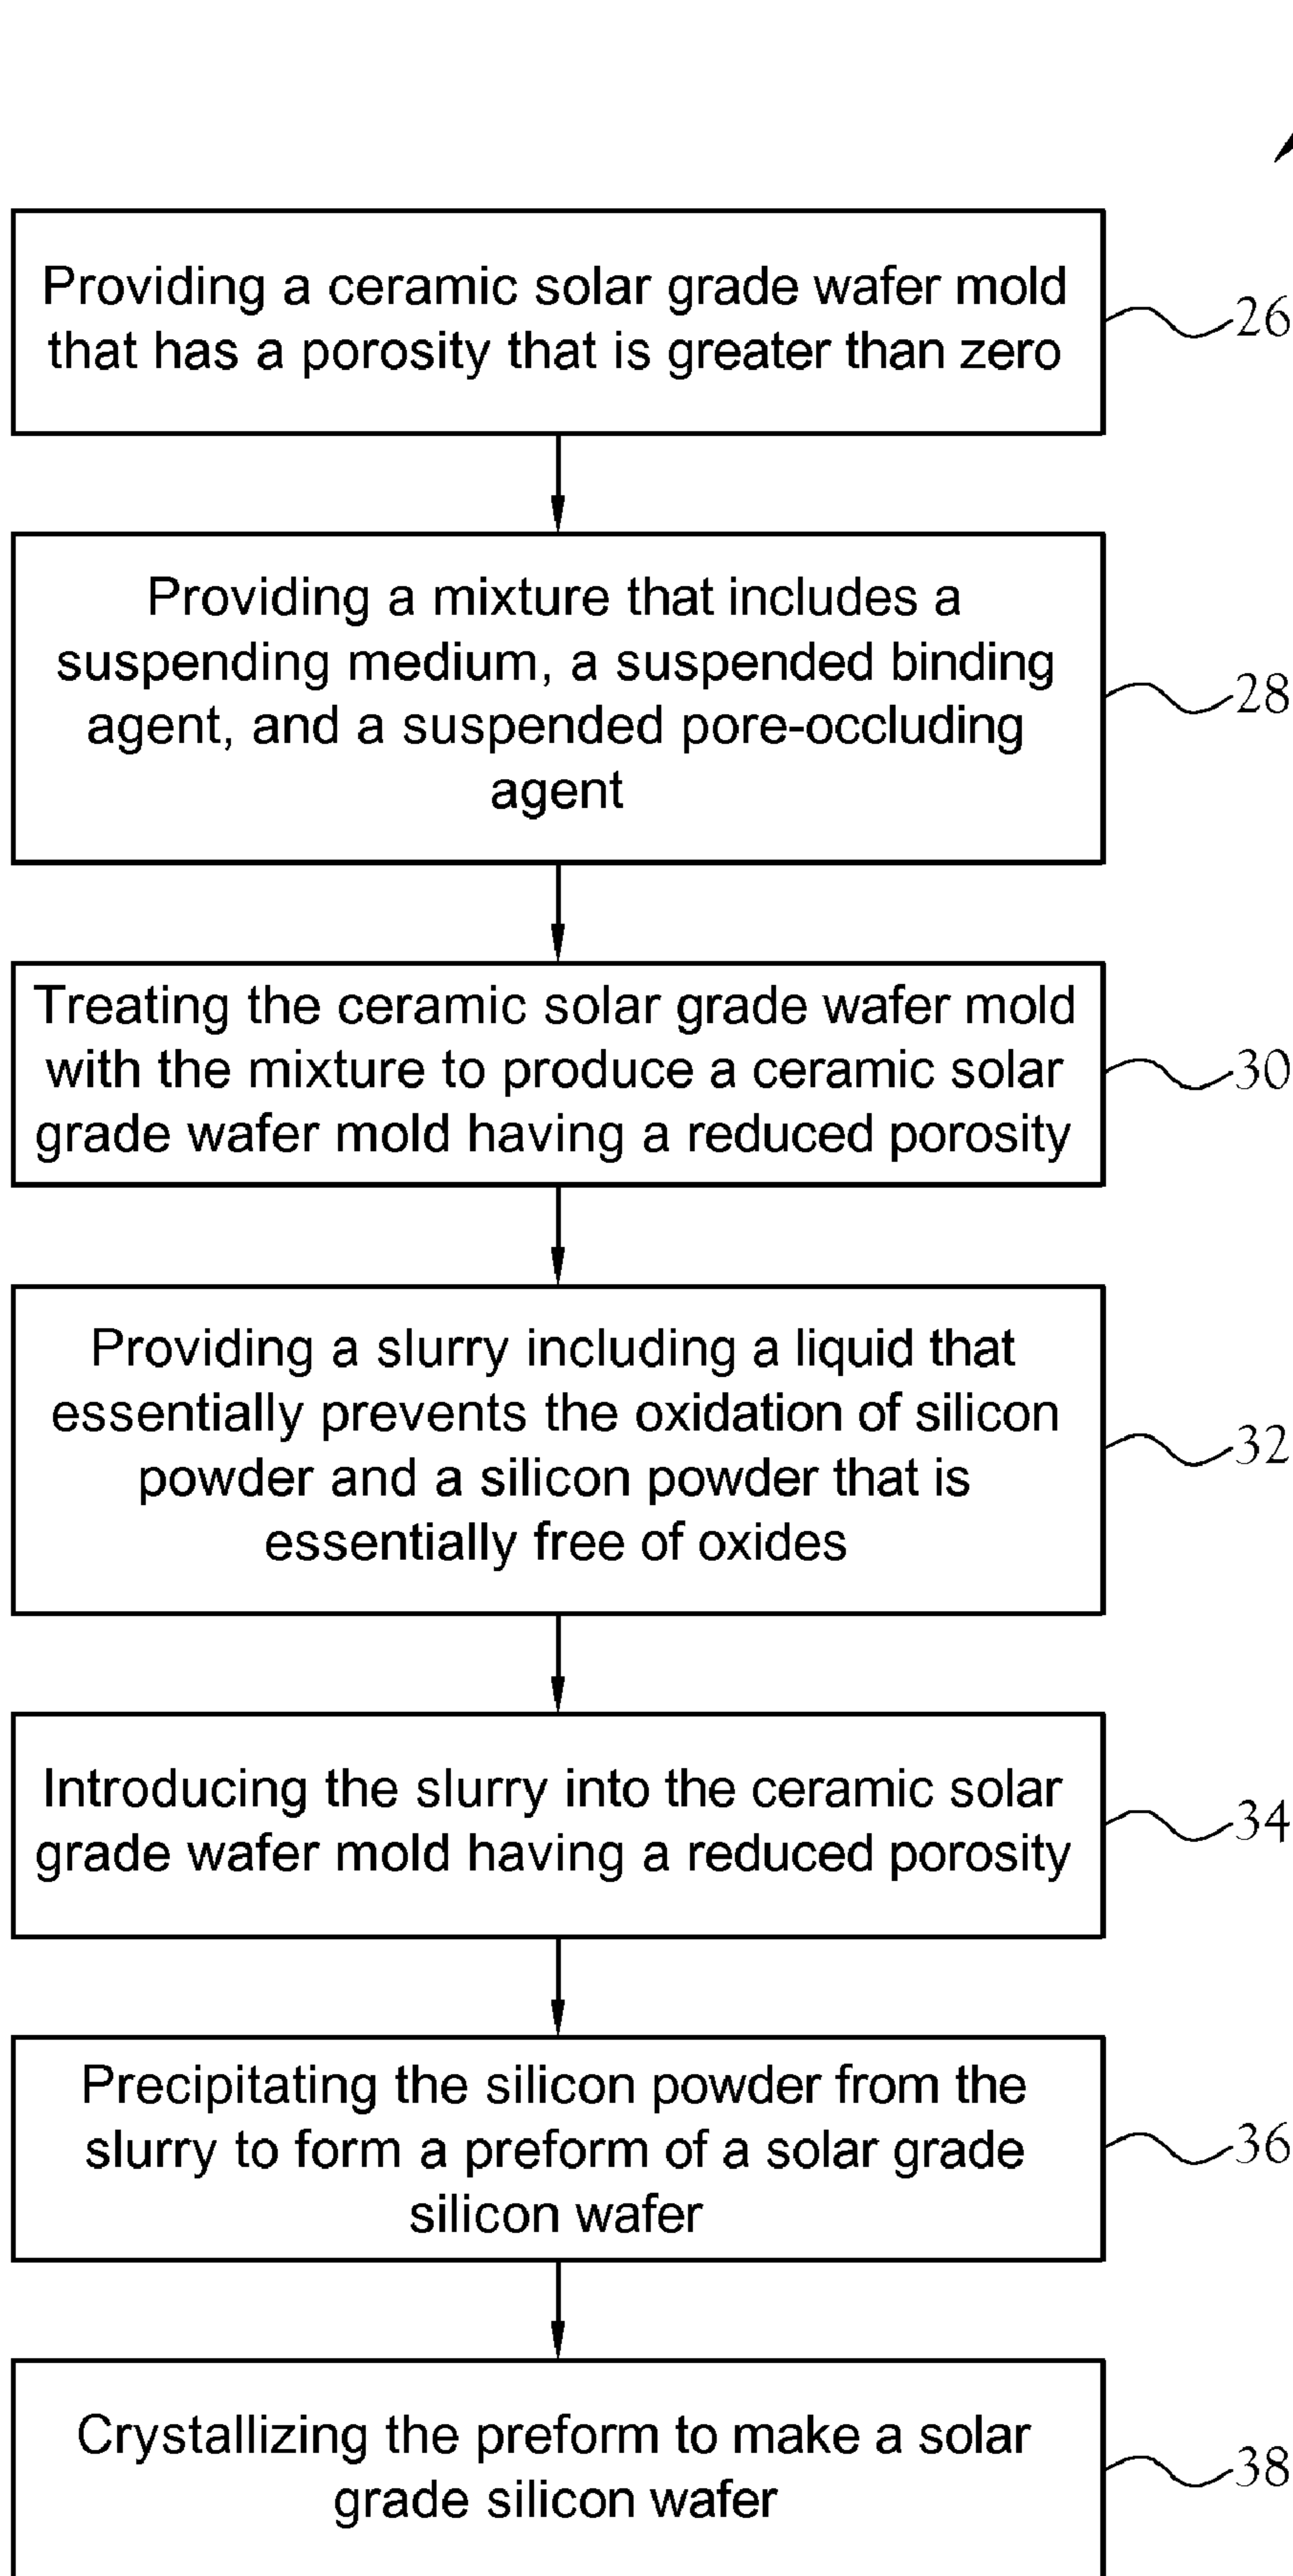 Providing a ceramic solar grade wafer mold
that has a porosity that is greater than zero
26
Providing a mixture that includes a
suspending medium, a suspended binding
agent, and a suspended pore-occluding
agent
28
Treating the ceramic solar grade wafer mold
with the mixture to produce a ceramic solar
grade wafer mold having a reduced porosity
30
Providing a slurry including a liquid that
essentially prevents the oxidation of silicon
powder and a silicon powder that is
essentially free of oxides
32
Introducing the slurry into the ceramic solar
grade wafer mold having a reduced porosity
34
Precipitating the silicon powder from the
slurry to form a preform of a solar grade
silicon wafer
36
Crystallizing the preform to make a solar
grade silicon wafer
38